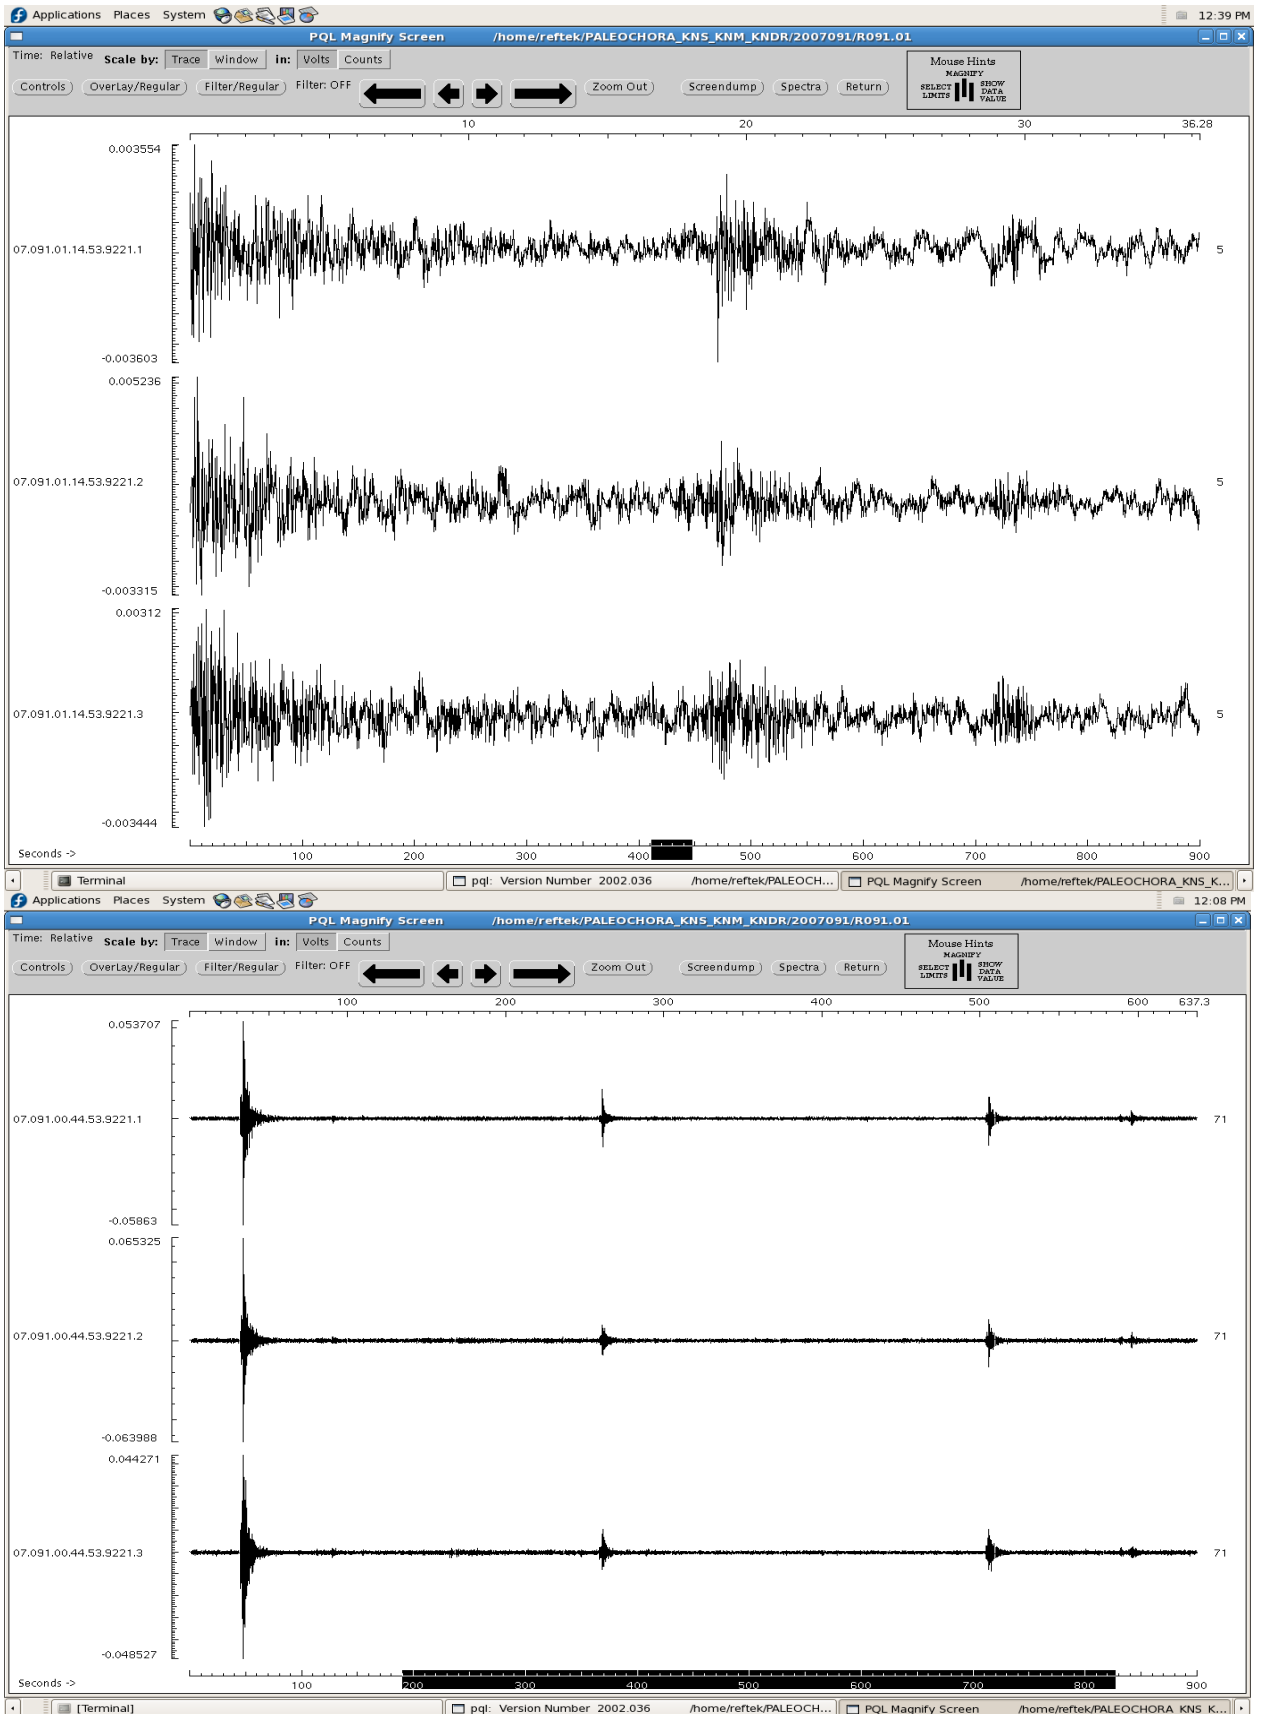 Applications Places System 12:39 PM
PQL Magnify Screen /home/reftek/PALEOCHORA_KNS_KNM_KNDR/2007091/R091.01
Time: Relative Scale by: Trace Window in: Volts Counts
Controls OverLay/Regular Filter/Regular Filter: OFF Zoom Out Screendump Spectra Return
Mouse Hints
MAGNIFY
SELECT LIMITS SHOW DATA VALUE
10 20 30 36.28
0.003554
07.091.01.14.53.9221.1 5
-0.003603
0.005236
07.091.01.14.53.9221.2 5
-0.003315
0.00312
07.091.01.14.53.9221.3 5
-0.003444
Seconds -> 100 200 300 400 500 600 700 800 900
Terminal pql: Version Number 2002.036 /home/reftek/PALEOCH... PQL Magnify Screen /home/reftek/PALEOCHORA_KNS_K...
Applications Places System 12:08 PM
PQL Magnify Screen /home/reftek/PALEOCHORA_KNS_KNM_KNDR/2007091/R091.01
Time: Relative Scale by: Trace Window in: Volts Counts
Controls OverLay/Regular Filter/Regular Filter: OFF Zoom Out Screendump Spectra Return
Mouse Hints
MAGNIFY
SELECT LIMITS SHOW DATA VALUE
100 200 300 400 500 600 637.3
0.053707
07.091.00.44.53.9221.1 71
-0.05863
0.065325
07.091.00.44.53.9221.2 71
-0.063988
0.044271
07.091.00.44.53.9221.3 71
-0.048527
Seconds -> 100 200 300 400 500 600 700 800 900
[Terminal] pql: Version Number 2002.036 /home/reftek/PALEOCH... PQL Magnify Screen /home/reftek/PALEOCHORA_KNS_K...